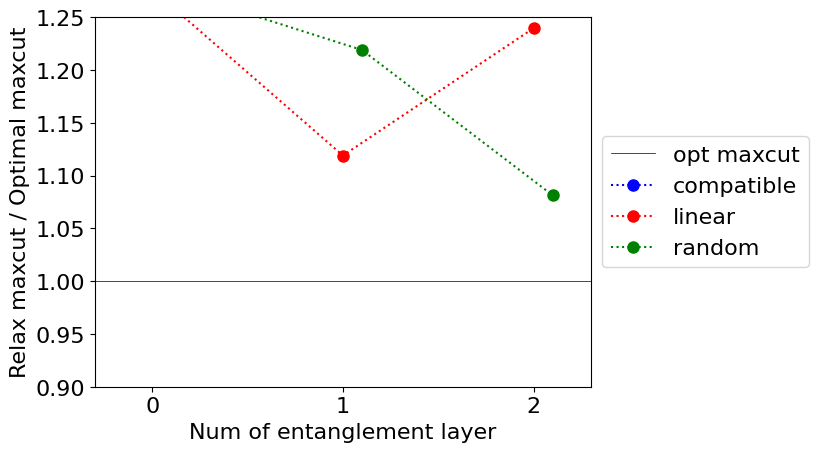 Relax maxcut / Optimal maxcut
1.25
1.20
1.15
1.10
1.05
1.00
0.95
0.90
0
1
2
Num of entanglement layer
opt maxcut
compatible
linear
random